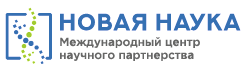 НОВАЯ НАУКА
Международный центр
научного партнерства